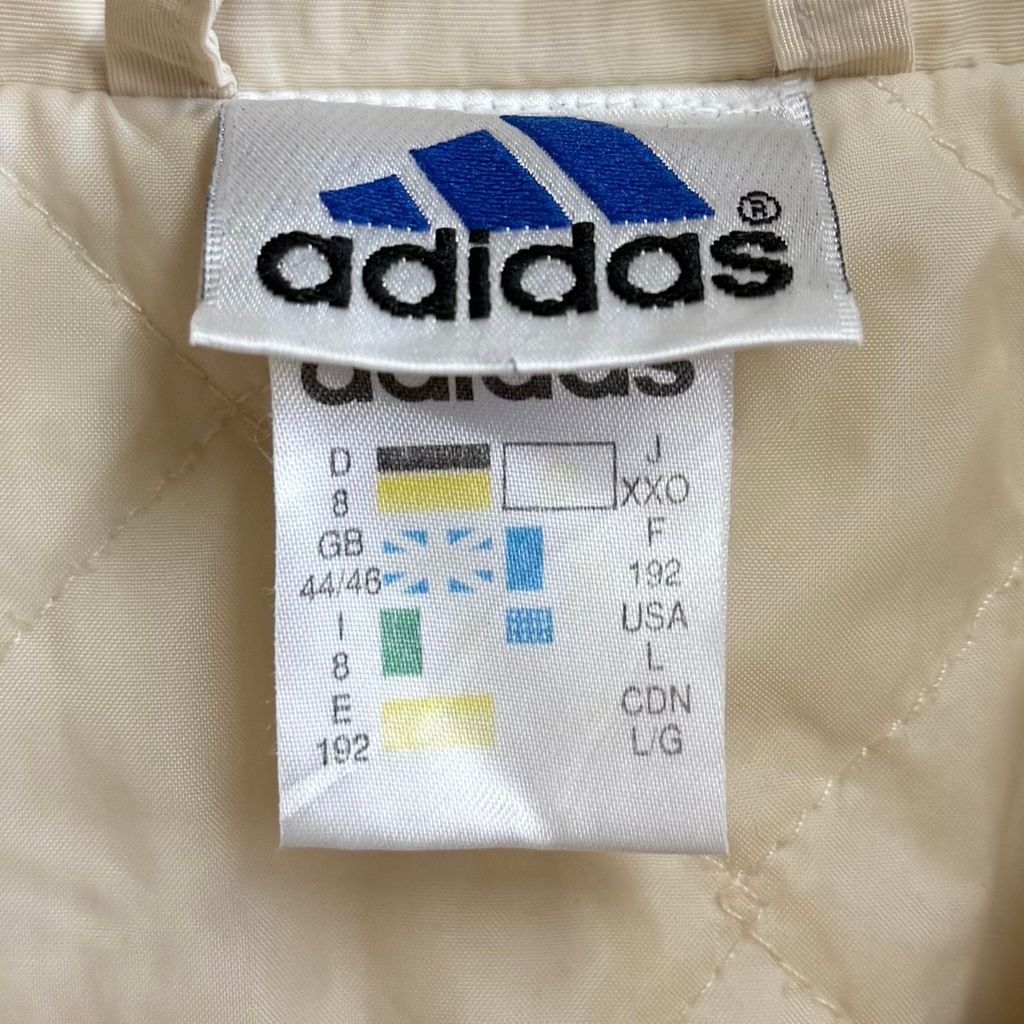 adidas ®
adidas
D
8
GB
44/46
I
8
E
192
J
XXO
F
192
USA
L
CDN
L/G